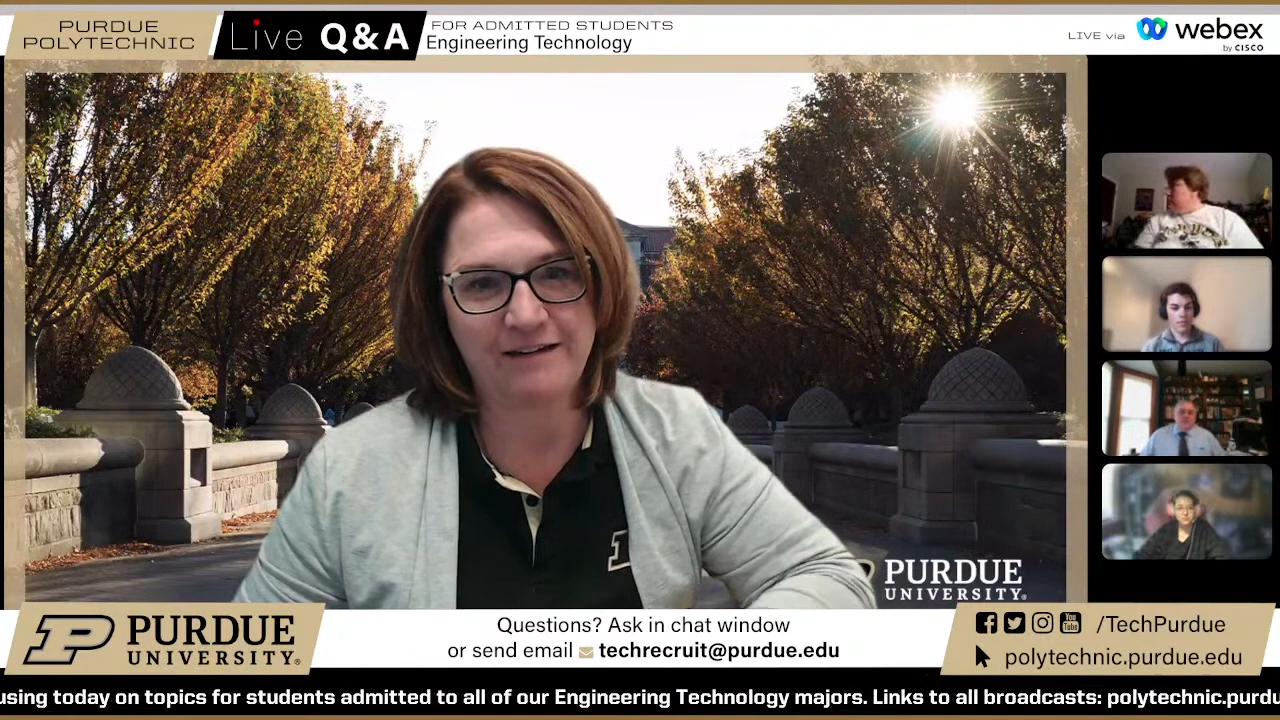 PURDUE
POLYTECHNIC
Live Q&A
FOR ADMITTED STUDENTS
Engineering Technology
LIVE via webex
by CISCO
PURDUE
UNIVERSITY®
P PURDUE
UNIVERSITY®
Questions? Ask in chat window
or send email techrecruit@purdue.edu
You
Tube
/TechPurdue
polytechnic.purdue.edu
using today on topics for students admitted to all of our Engineering Technology majors. Links to all broadcasts: polytechnic.purdu